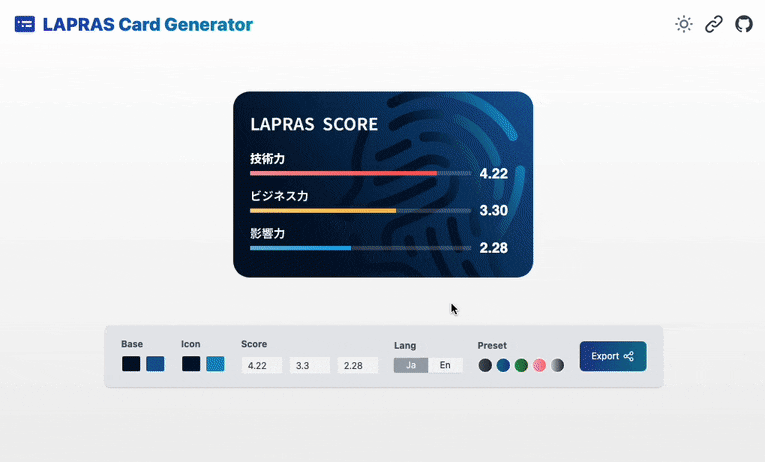 LAPRAS Card Generator
LAPRAS SCORE
技術力
4.22
ビジネス力
3.30
影響力
2.28
Base Icon Score Lang Preset
4.22 3.3 2.28 Ja En
Export